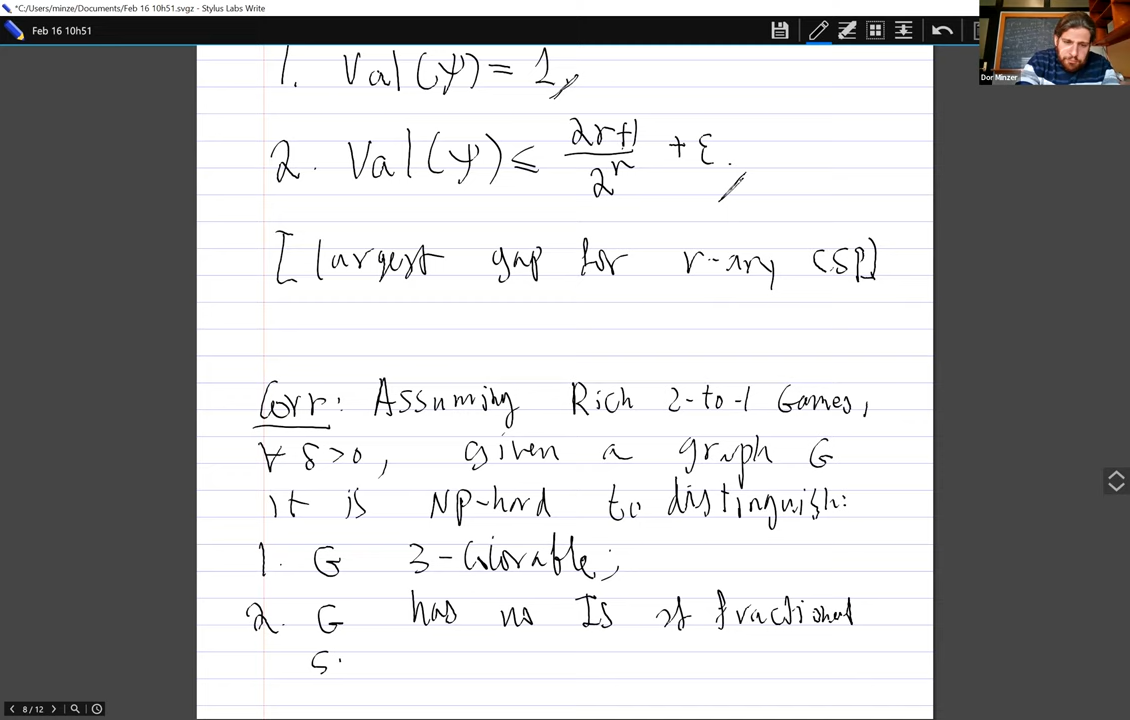 *C:/Users/minze/Documents/Feb 16 10h51.svgz - Stylus Labs Write
Feb 16 10h51
Dor Minzer
1. Val(ψ) = 1,
2. Val(ψ) ≤ (2r+1)/2^r + ε.
[largest gap for r-ary CSP]
Corr: Assuming Rich 2-to-1 Games,
∀ δ>0, given a graph G
it is NP-hard to distinguish:
1. G 3-colorable;
2. G has no Is of fractional
s.
8/12